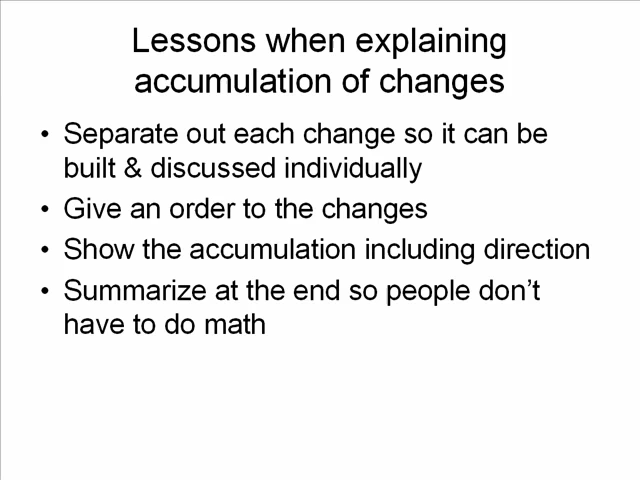 Lessons when explaining
accumulation of changes
• Separate out each change so it can be
built & discussed individually
• Give an order to the changes
• Show the accumulation including direction
• Summarize at the end so people don’t
have to do math